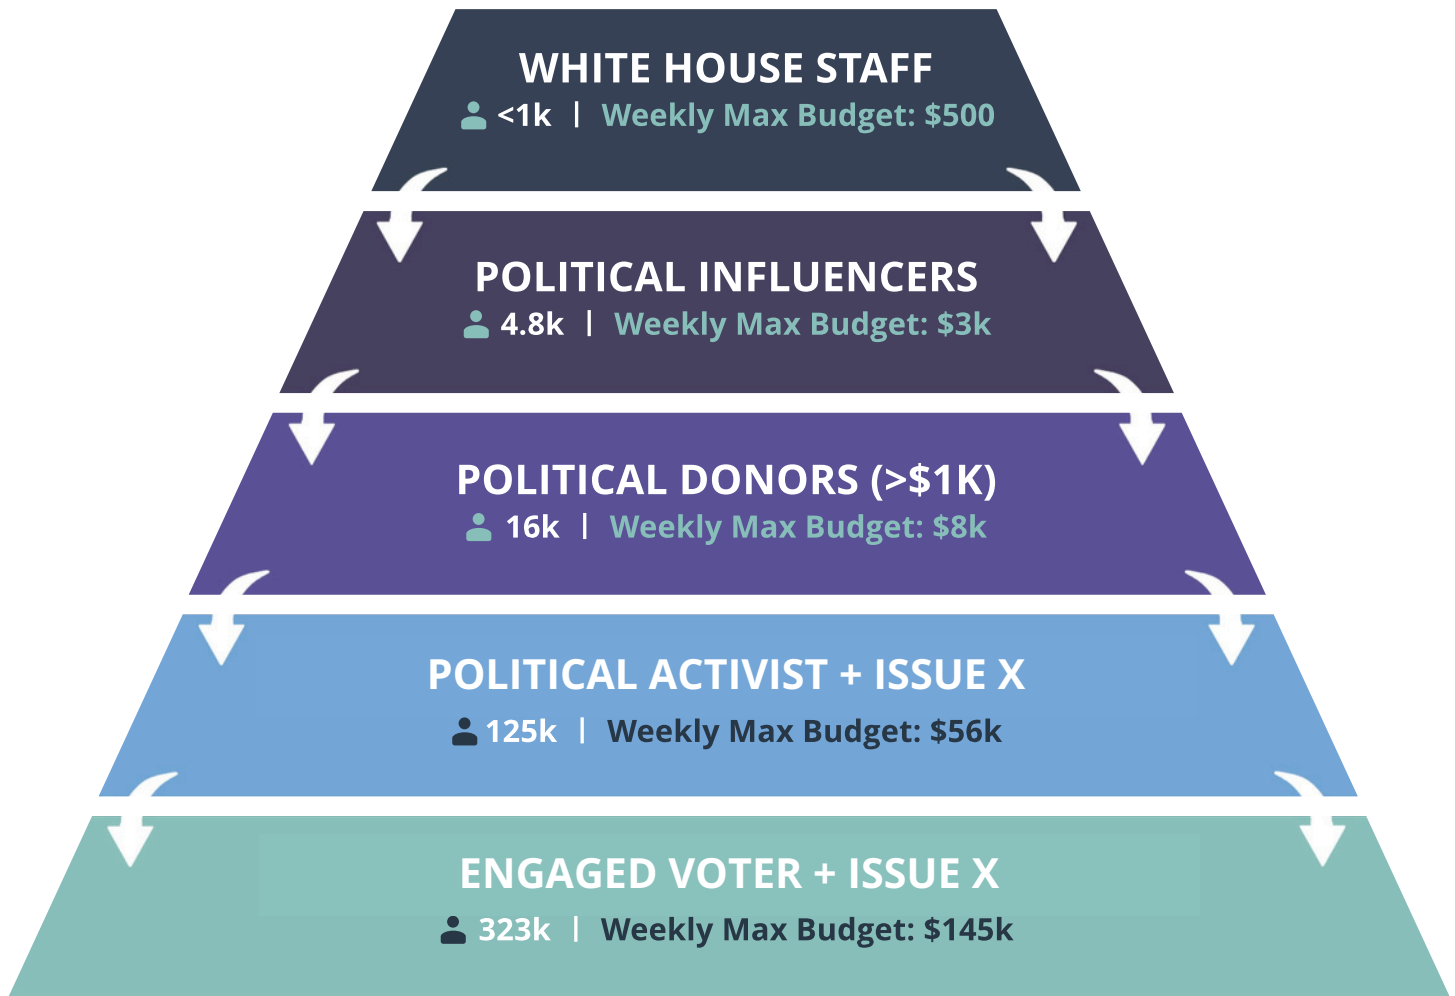 WHITE HOUSE STAFF
<1k | Weekly Max Budget: $500
POLITICAL INFLUENCERS
4.8k | Weekly Max Budget: $3k
POLITICAL DONORS (>$1K)
16k | Weekly Max Budget: $8k
POLITICAL ACTIVIST + ISSUE X
125k | Weekly Max Budget: $56k
ENGAGED VOTER + ISSUE X
323k | Weekly Max Budget: $145k